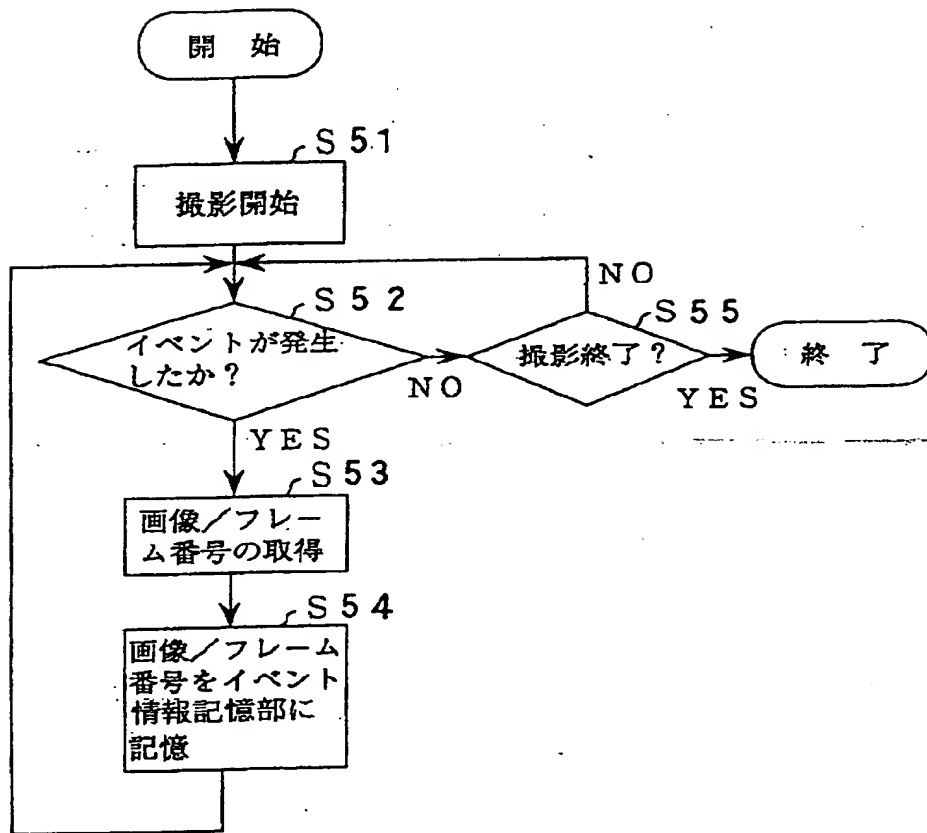 開 始
S51
撮影開始
S52
イベントが発生
したか?
NO
YES
S55
撮影終了?
NO
YES
終 了
S53
画像/フレー
ム番号の取得
S54
画像/フレーム
番号をイベント
情報記憶部に
記憶